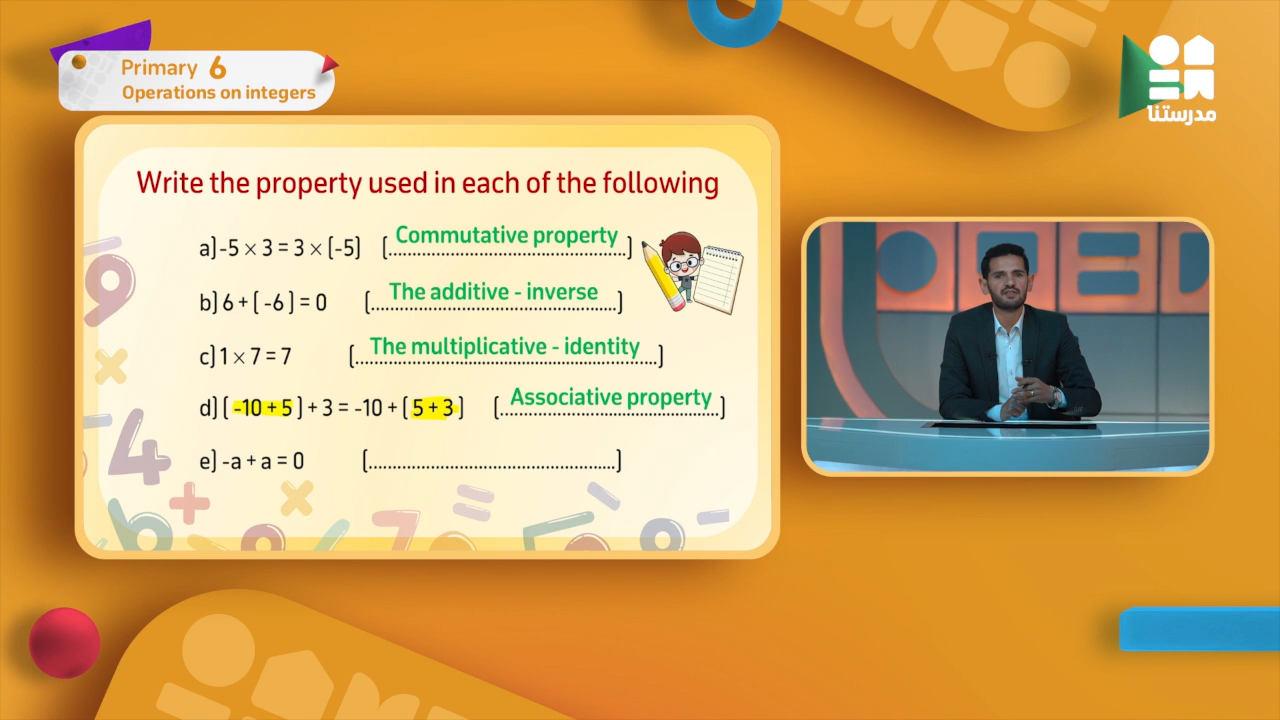 Primary 6
Operations on integers
مدرستنا
Write the property used in each of the following
a) -5 × 3 = 3 × (-5) (Commutative property)
b) 6 + ( -6 ) = 0 (The additive - inverse)
c) 1 × 7 = 7 (The multiplicative - identity)
d) ( -10 + 5 ) + 3 = -10 + ( 5 + 3 ) (Associative property)
e) -a + a = 0 (................................................)